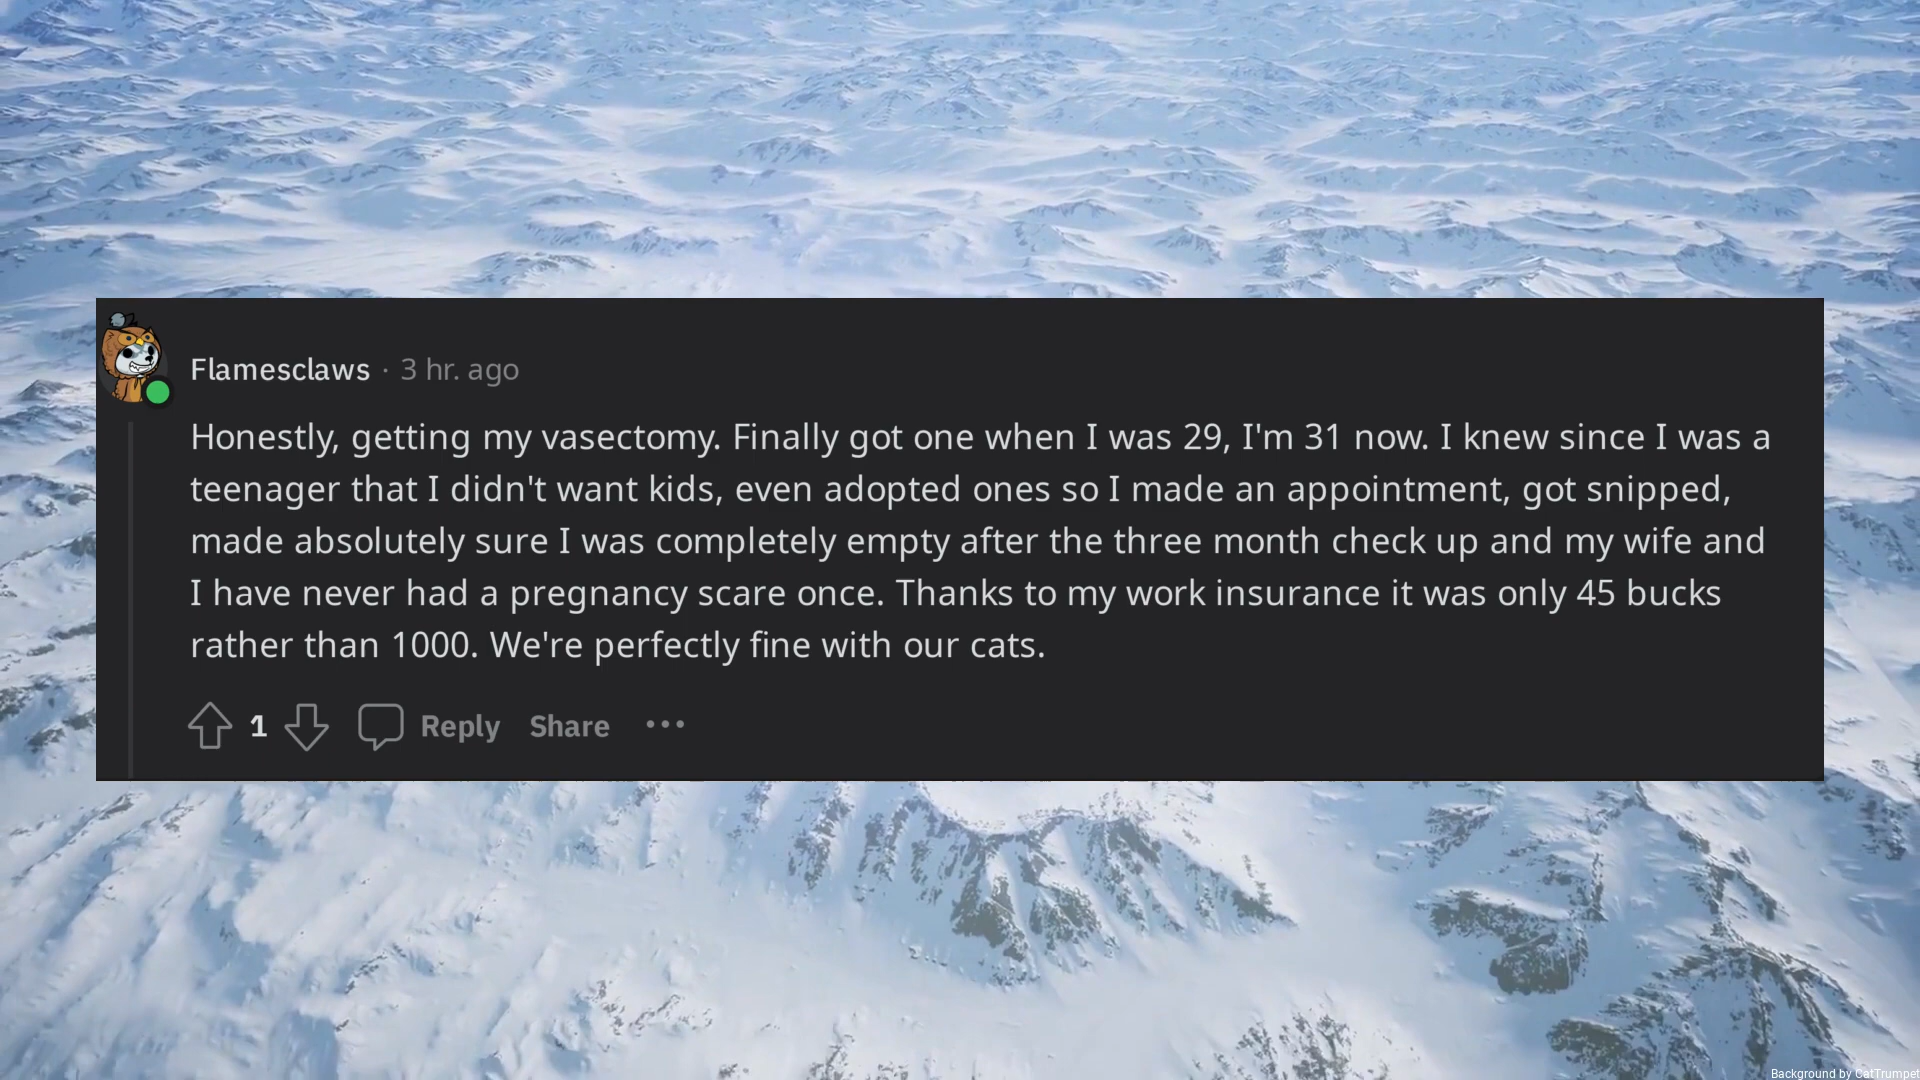 Flamesclaws · 3 hr. ago
Honestly, getting my vasectomy. Finally got one when I was 29, I'm 31 now. I knew since I was a
teenager that I didn't want kids, even adopted ones so I made an appointment, got snipped,
made absolutely sure I was completely empty after the three month check up and my wife and
I have never had a pregnancy scare once. Thanks to my work insurance it was only 45 bucks
rather than 1000. We're perfectly fine with our cats.
1 Reply Share ···
Background by CatTrumpet